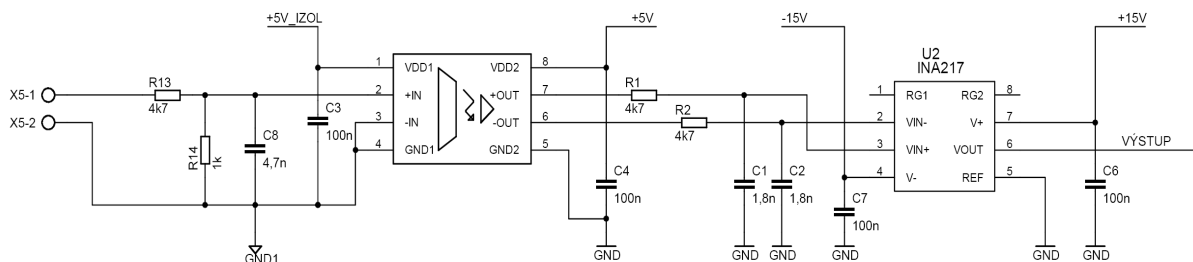 +5V_IZOL
+5V
-15V
+15V
U2
INA217
X5-1
X5-2
R13
4k7
R14
1k
C8
4,7n
C3
100n
1
2
3
4
VDD1
+IN
-IN
GND1
VDD2
+OUT
-OUT
GND2
8
7
6
5
R1
4k7
R2
4k7
C4
100n
C1
1,8n
C2
1,8n
C7
100n
1
2
3
4
RG1
VIN-
VIN+
V-
RG2
V+
VOUT
REF
8
7
6
5
VÝSTUP
C6
100n
GND1
GND
GND
GND
GND
GND
GND